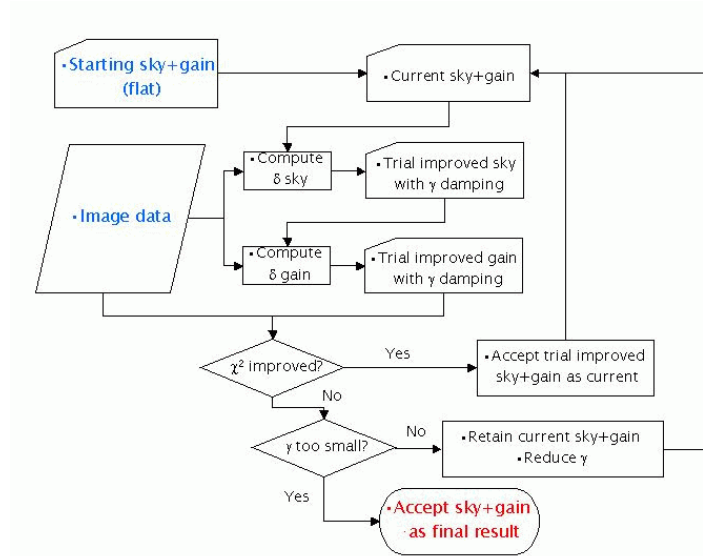 ▪Starting sky+gain
(flat)
▪Current sky+gain
▪Compute
δ sky
▪Trial improved sky
with γ damping
▪Image data
▪Compute
δ gain
▪Trial improved gain
with γ damping
χ² improved?
Yes
▪Accept trial improved
sky+gain as current
No
γ too small?
No
▪Retain current sky+gain
▪Reduce γ
Yes
▪Accept sky+gain
as final result